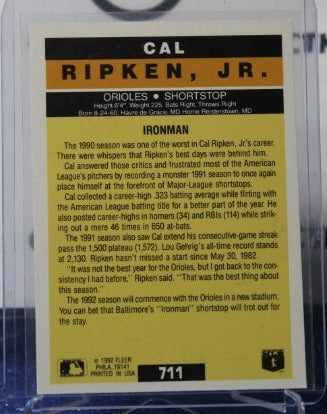 CAL
RIPKEN, JR.
ORIOLES • SHORTSTOP
Height 6'4" Weight 225, Bats Right, Throws Right
Born 8-24-60, Havre de Grace, MD Home Reisterstown, MD
IRONMAN
The 1990 season was one of the worst in Cal Ripken, Jr.'s career.
There were whispers that Ripken's best days were behind him.
Cal answered those critics and frustrated most of the American
League's pitchers by recording a monster 1991 season to once again
place himself at the forefront of Major-League shortstops.
Cal collected a career-high .323 batting average while flirting with
the American League batting title for a better part of the year. He
also posted career-highs in homers (34) and RBIs (114) while strik-
ing out a mere 46 times in 650 at-bats.
The 1991 season also saw Cal extend his consecutive-game streak
past the 1,500 plateau (1,572). Lou Gehrig's all-time record stands
at 2,130. Ripken hasn't missed a start since May 30, 1982.
"It was not the best year for the Orioles, but I got back to the con-
sistency I had before," Ripken said. "That was the best thing about
this season."
The 1992 season will commence with the Orioles in a new stadium.
You can bet that Baltimore's "Ironman" shortstop will trot out for
the stay.
© 1992 FLEER
PHILA, 19141
PRINTED IN USA
711